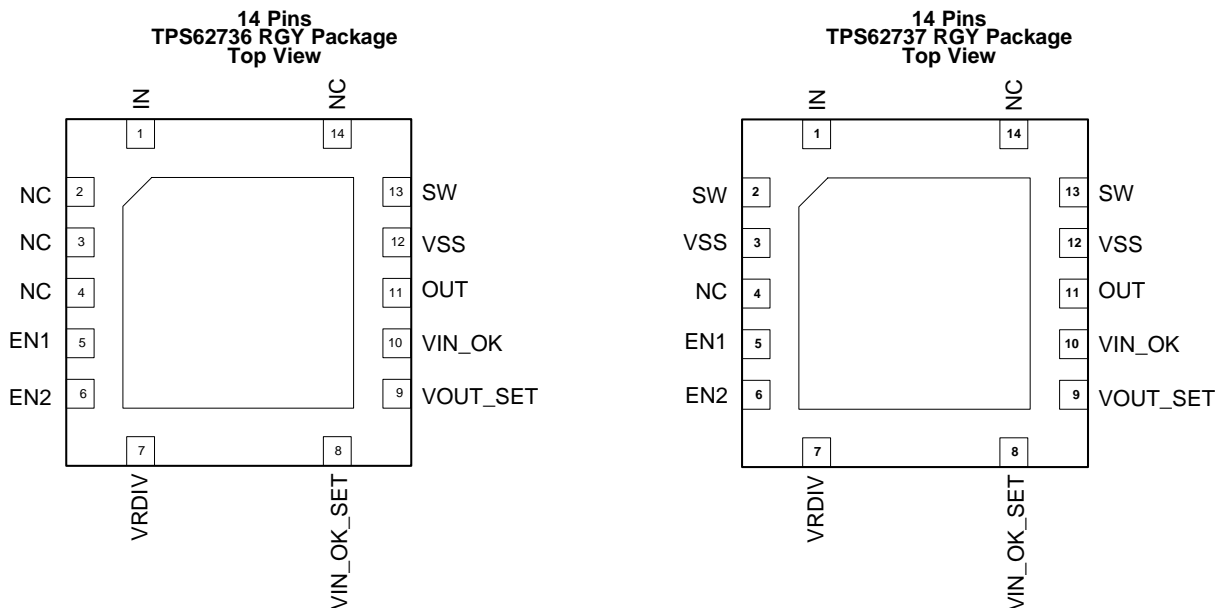 14 Pins
TPS62736 RGY Package
Top View
IN
NC
1
14
NC 2
13 SW
NC 3
12 VSS
NC 4
11 OUT
EN1 5
10 VIN_OK
EN2 6
9 VOUT_SET
7
8
VRDIV
VIN_OK_SET
14 Pins
TPS62737 RGY Package
Top View
IN
NC
1
14
SW 2
13 SW
VSS 3
12 VSS
NC 4
11 OUT
EN1 5
10 VIN_OK
EN2 6
9 VOUT_SET
7
8
VRDIV
VIN_OK_SET